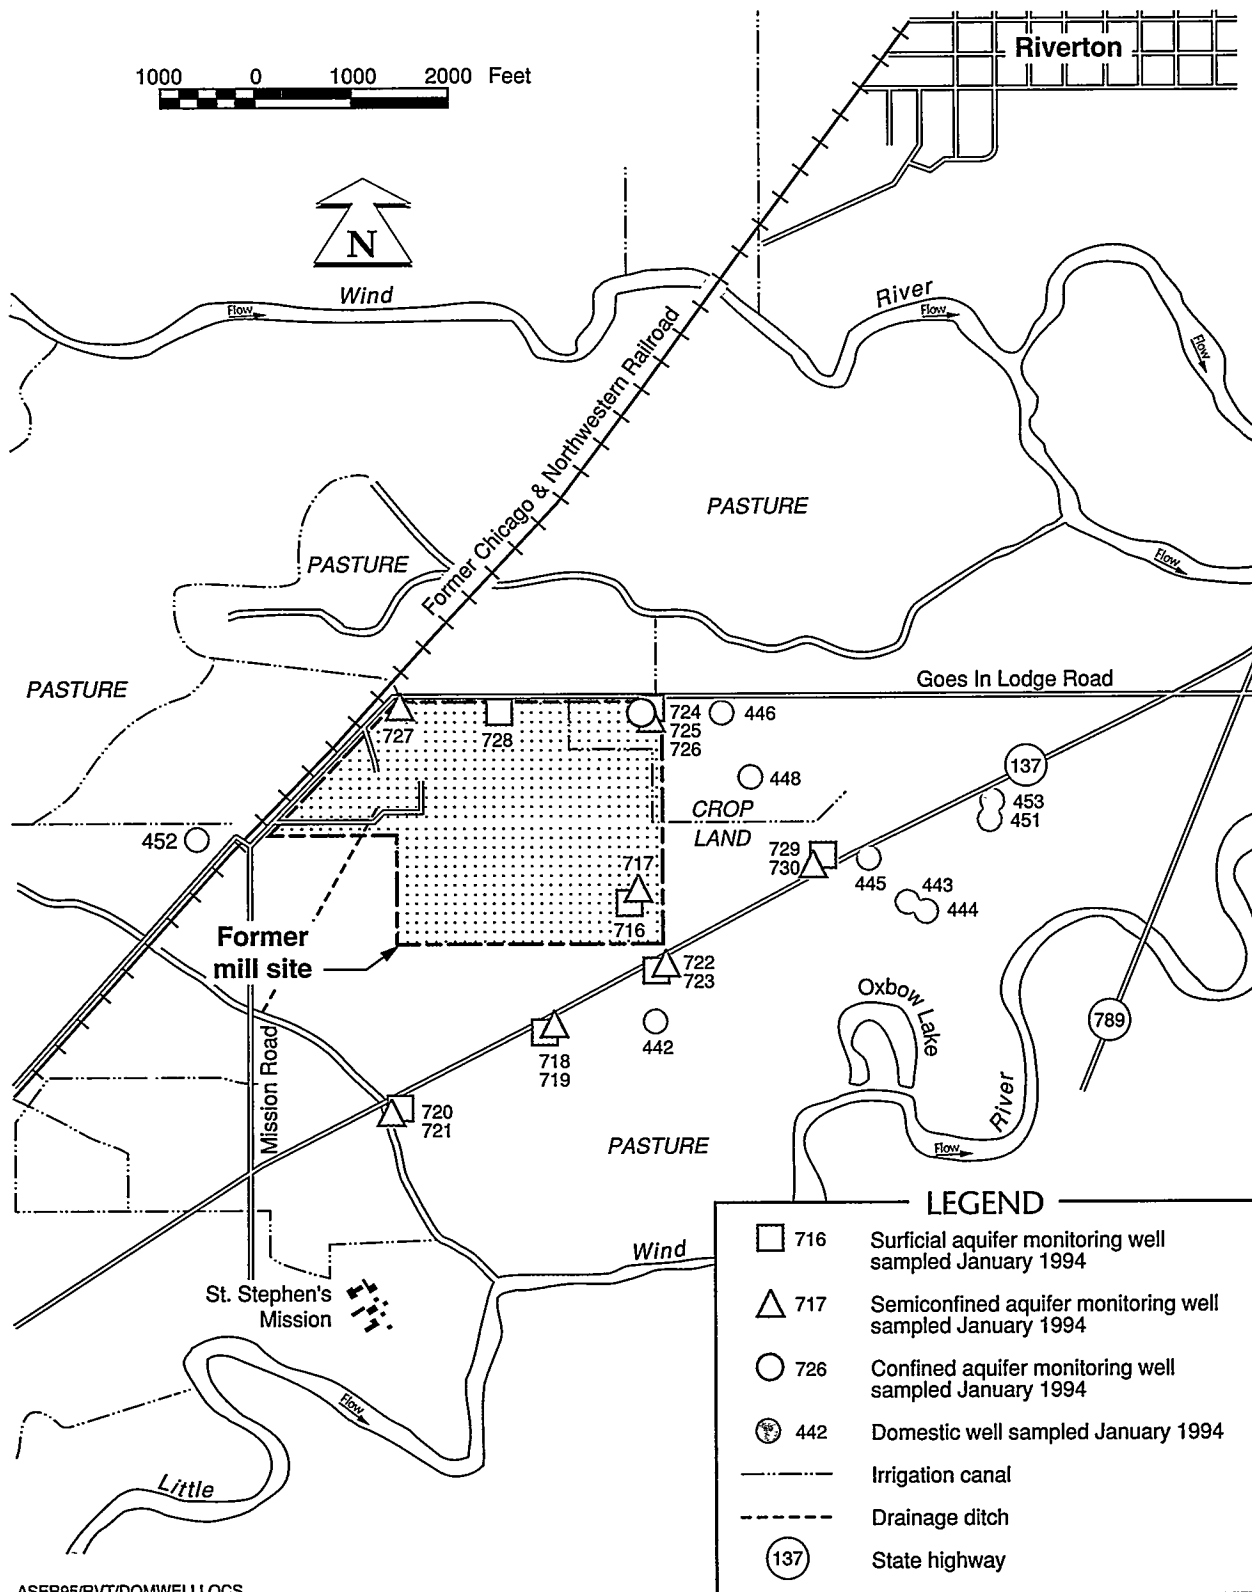 Riverton
1000 0 1000 2000 Feet
N
Wind
River
Flow
Flow
Flow
Former Chicago & Northwestern Railroad
PASTURE
Flow
PASTURE
Goes In Lodge Road
PASTURE
727
728
724
725
726
446
137
448
453
451
CROP
LAND
452
729
730
717
445
443
444
716
Former
mill site
722
723
Oxbow Lake
789
442
718
719
Mission Road
River
720
721
Flow
PASTURE
Wind
St. Stephen's
Mission
Flow
Little
LEGEND
716 Surficial aquifer monitoring well
sampled January 1994
717 Semiconfined aquifer monitoring well
sampled January 1994
726 Confined aquifer monitoring well
sampled January 1994
442 Domestic well sampled January 1994
Irrigation canal
Drainage ditch
137 State highway